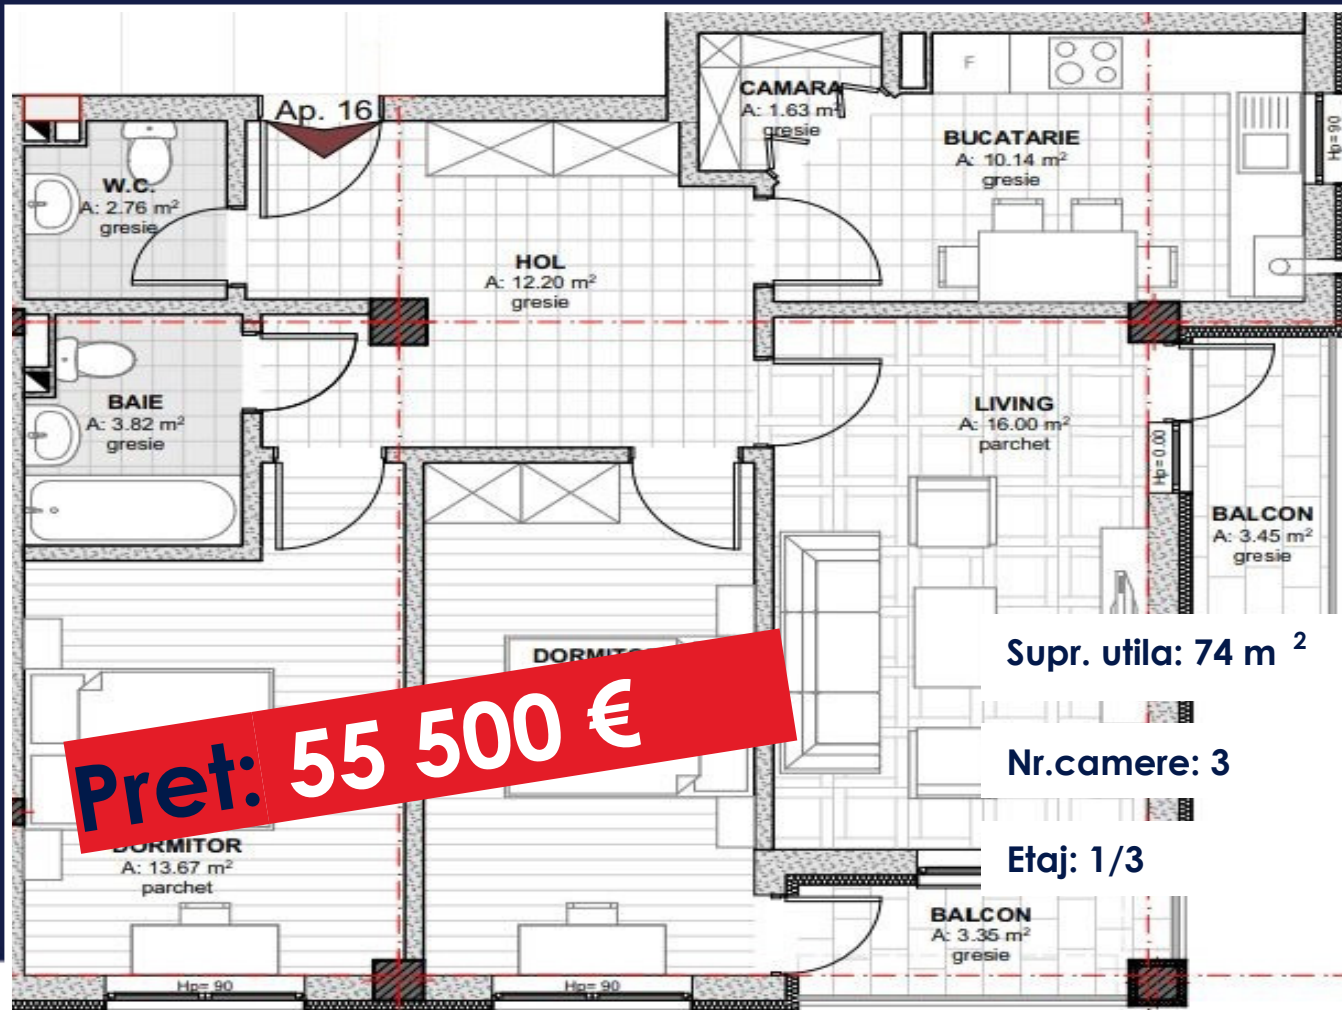 Ap. 16
CAMARA
A: 1.63 m²
gresie
F
BUCATARIE
A: 10.14 m²
gresie
Hp= 90
W.C.
A: 2.76 m²
gresie
HOL
A: 12.20 m²
gresie
BAIE
A: 3.82 m²
gresie
LIVING
A: 16.00 m²
parchet
Hp= 0.00
BALCON
A: 3.45 m²
gresie
Supr. utila: 74 m ²
Nr.camere: 3
Etaj: 1/3
Pret: 55 500 €
DORMITOR
A: 13.67 m²
parchet
BALCON
A: 3.35 m²
gresie
Hp= 90
Hp= 90